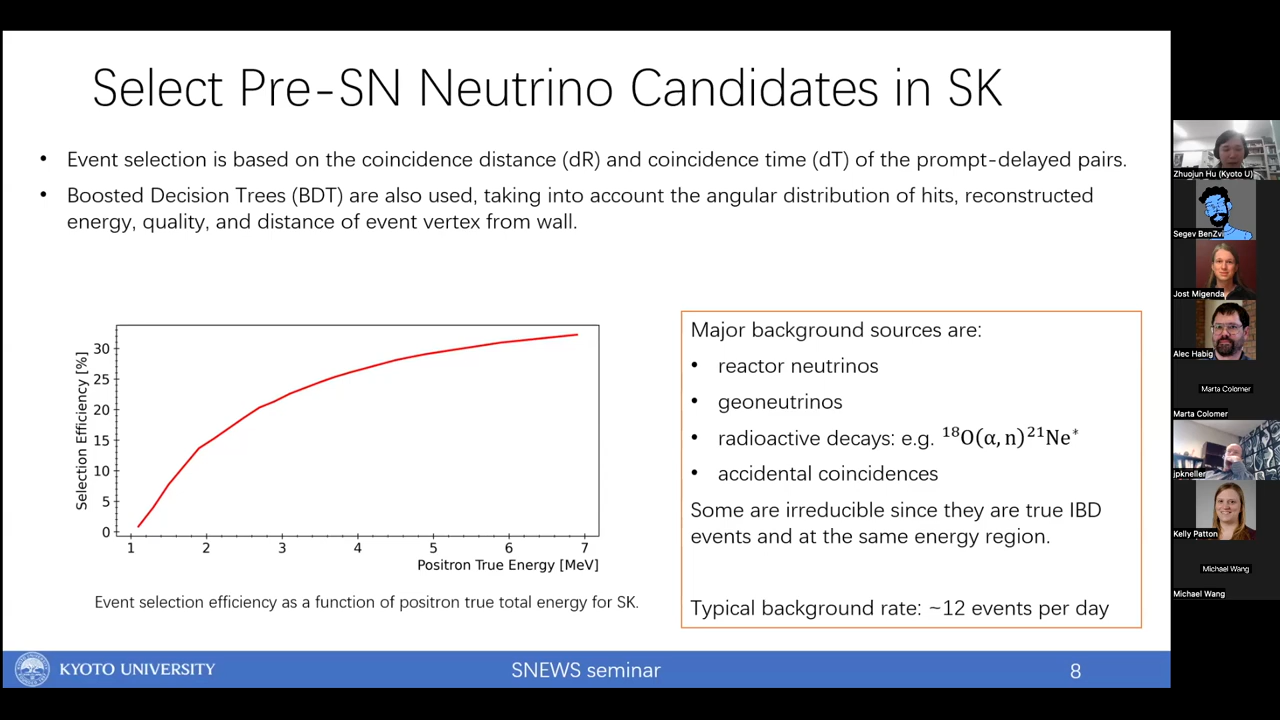 Select Pre-SN Neutrino Candidates in SK
• Event selection is based on the coincidence distance (dR) and coincidence time (dT) of the prompt-delayed pairs.
• Boosted Decision Trees (BDT) are also used, taking into account the angular distribution of hits, reconstructed
energy, quality, and distance of event vertex from wall.
Selection Efficiency [%]
30
25
20
15
10
5
0
1 2 3 4 5 6 7
Positron True Energy [MeV]
Event selection efficiency as a function of positron true total energy for SK.
Major background sources are:
• reactor neutrinos
• geoneutrinos
• radioactive decays: e.g. ¹⁸O(α, n)²¹Ne*
• accidental coincidences
Some are irreducible since they are true IBD
events and at the same energy region.
Typical background rate: ~12 events per day
KYOTO UNIVERSITY
SNEWS seminar
8
Zhuojun Hu (Kyoto U)
Segev BenZvi
Jost Migenda
Alec Habig
Marta Colomer
Marta Colomer
jpkneller
Kelly Patton
Michael Wang
Michael Wang